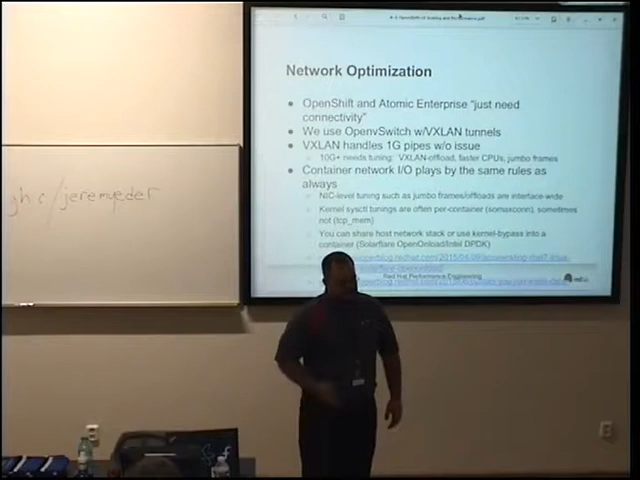 Network Optimization
● OpenShift and Atomic Enterprise "just need
connectivity"
● We use OpenvSwitch w/VXLAN tunnels
● VXLAN handles 1G pipes w/o issue
○ 10G+ needs tuning: VXLAN-offload, faster CPUs, jumbo frames
● Container network I/O plays by the same rules as
always
○ NIC-level tuning such as jumbo frames/offloads are interface-wide
○ Kernel sysctl tunings are often per-container (somaxconn), sometimes
not (tcp_mem)
○ You can share host network stack or use kernel-bypass into a
container (Solarflare OpenOnload/Intel DPDK)
Red Hat Performance Engineering
/jeremyeder